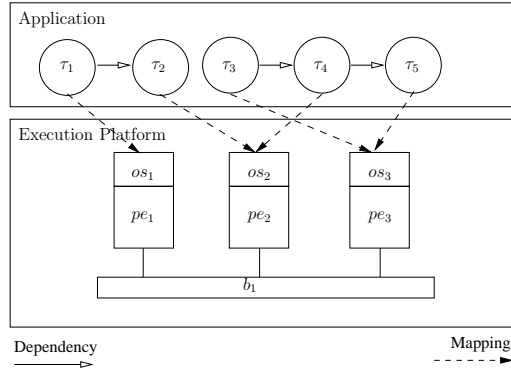 Application
τ1 τ2 τ3 τ4 τ5
Execution Platform
os1 os2 os3
pe1 pe2 pe3
b1
Dependency
Mapping